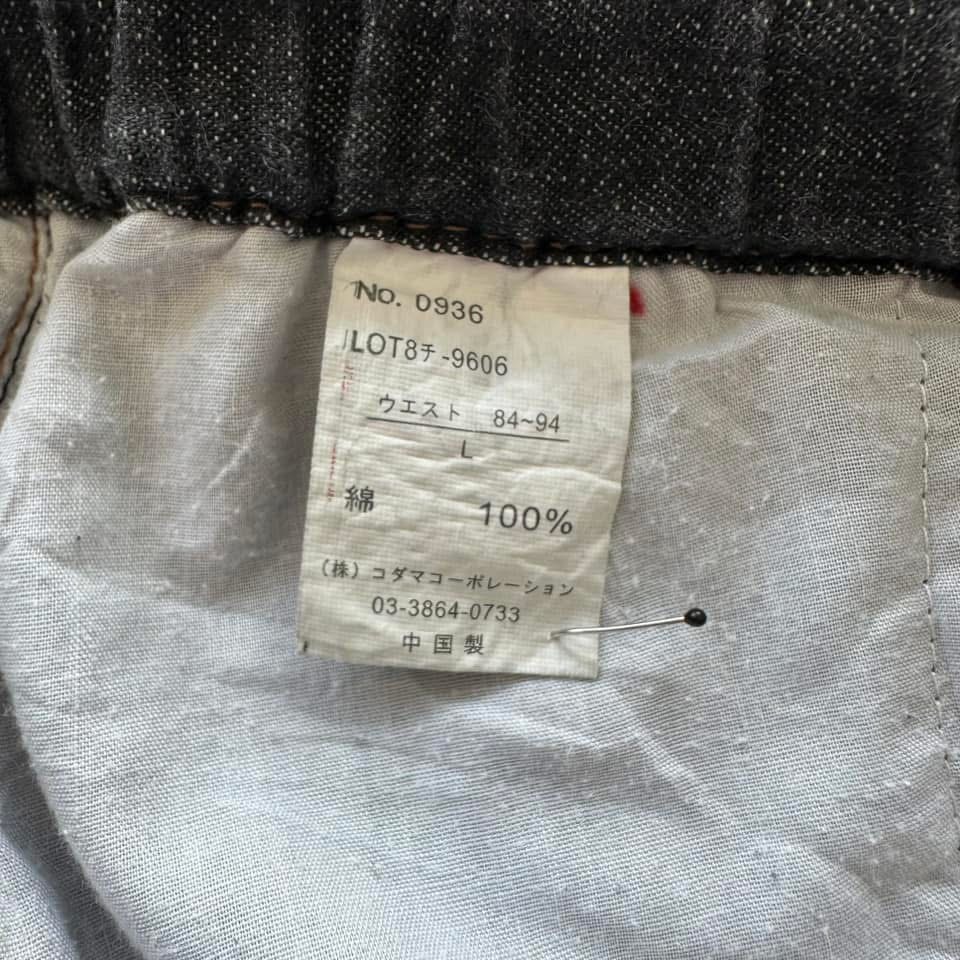 No. 0936
LOT8チ-9606
ウエスト 84~94
L
綿 100%
(株) コダマコーポレーション
03-3864-0733
中国製